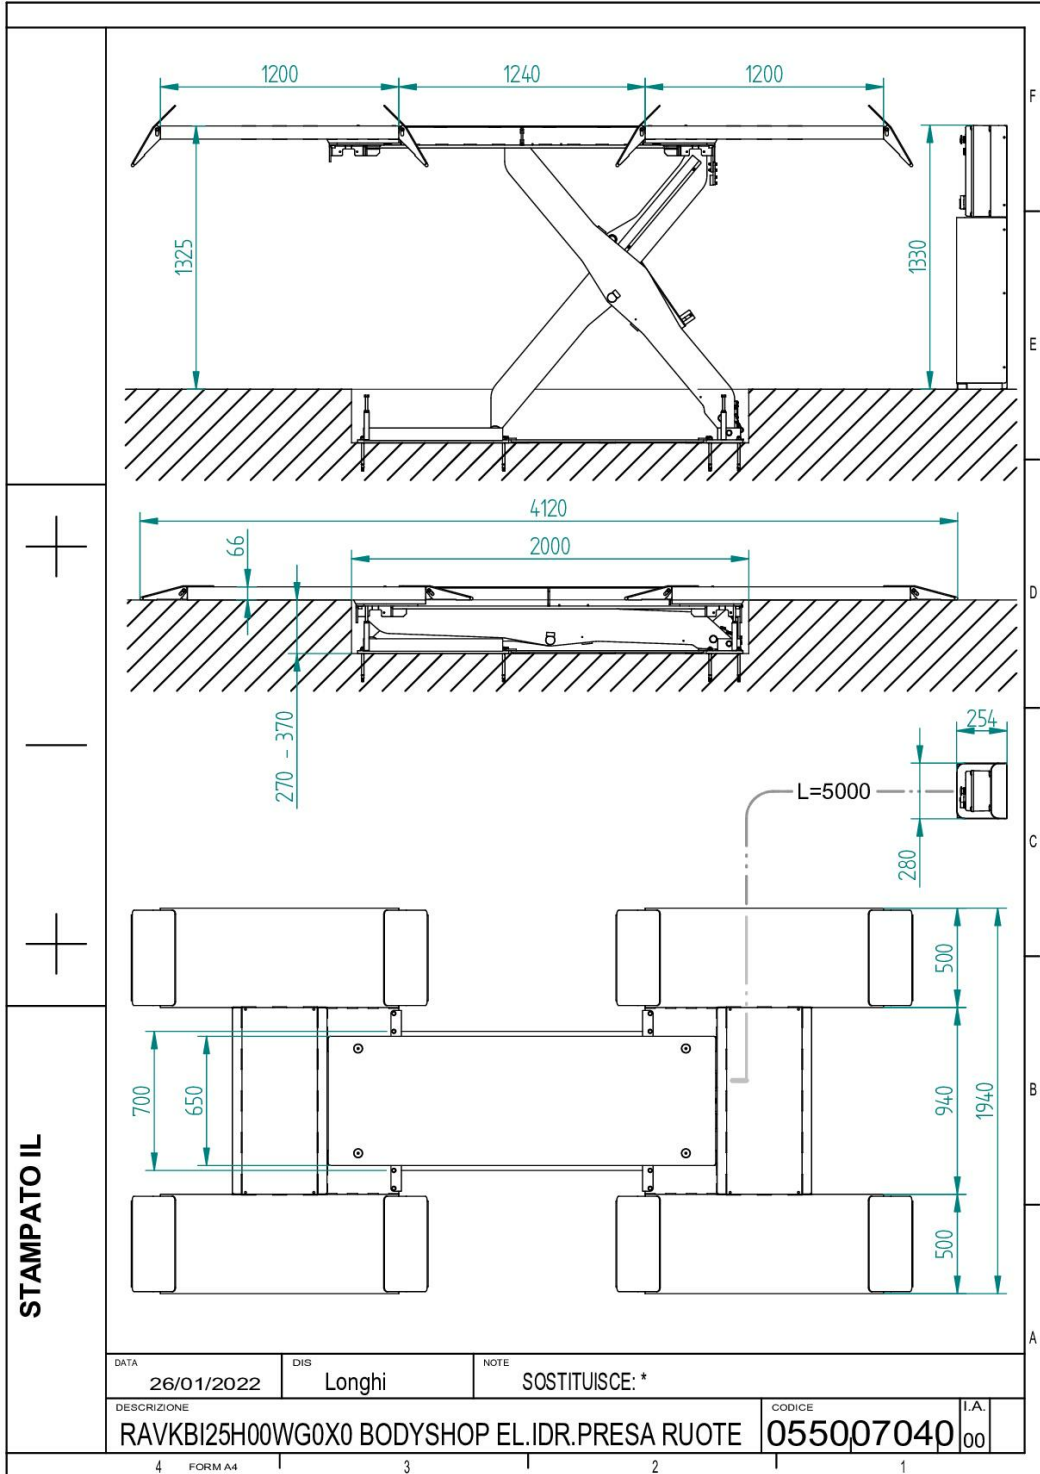 1200
1240
1200
F
1325
1330
E
4120
66
2000
D
270 - 370
254
L=5000
280
C
500
700
650
940
1940
B
500
STAMPATO IL
A
DATA
26/01/2022
DIS
Longhi
NOTE
SOSTITUISCE: *
DESCRIZIONE
RAVKBI25H00WG0X0 BODYSHOP EL.IDR.PRESA RUOTE
CODICE
055007040
I.A.
00
4 FORM A4 3 2 1